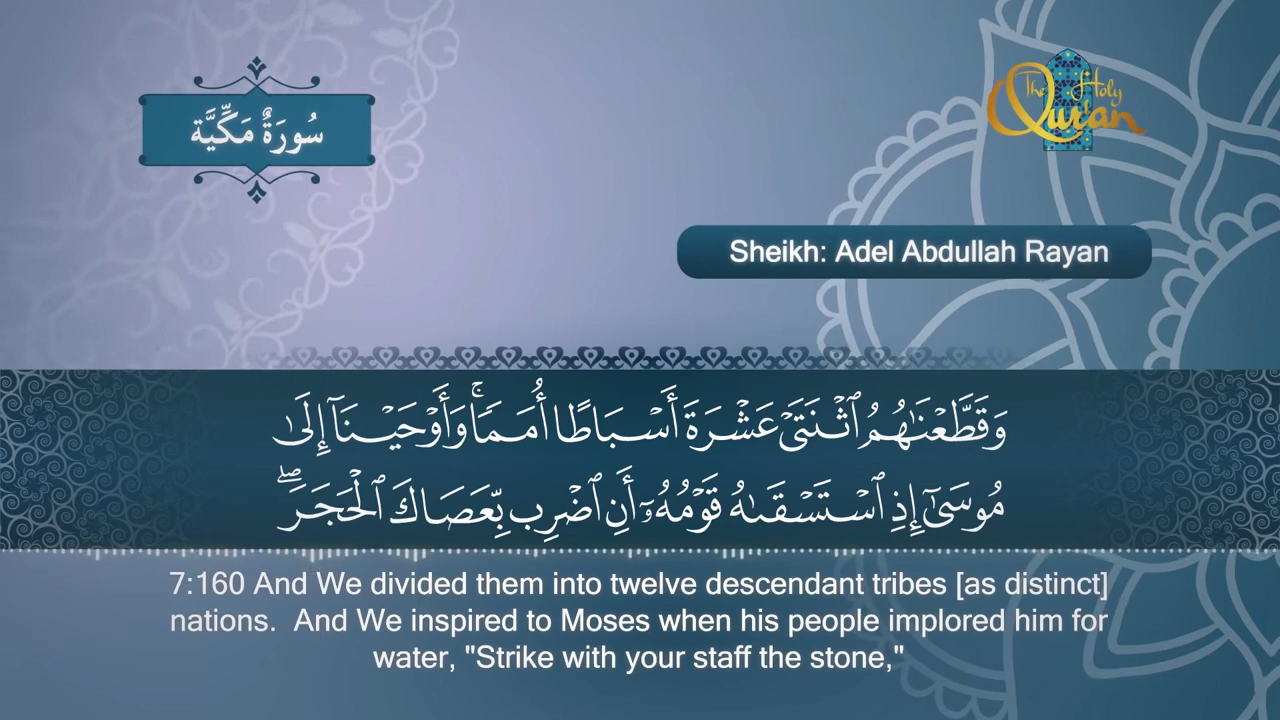 سُورَةٌ مَكِّيَّة
The Holy
Qur'an
Sheikh: Adel Abdullah Rayan
وَقَطَّعْنَـٰهُمُ ٱثْنَتَىْ عَشْرَةَ أَسْبَاطًا أُمَمًا ۚ وَأَوْحَيْنَآ إِلَىٰ
مُوسَىٰٓ إِذِ ٱسْتَسْقَىٰهُ قَوْمُهُۥٓ أَنِ ٱضْرِب بِّعَصَاكَ ٱلْحَجَرَ ۖ
7:160 And We divided them into twelve descendant tribes [as distinct]
nations.  And We inspired to Moses when his people implored him for
water, "Strike with your staff the stone,"